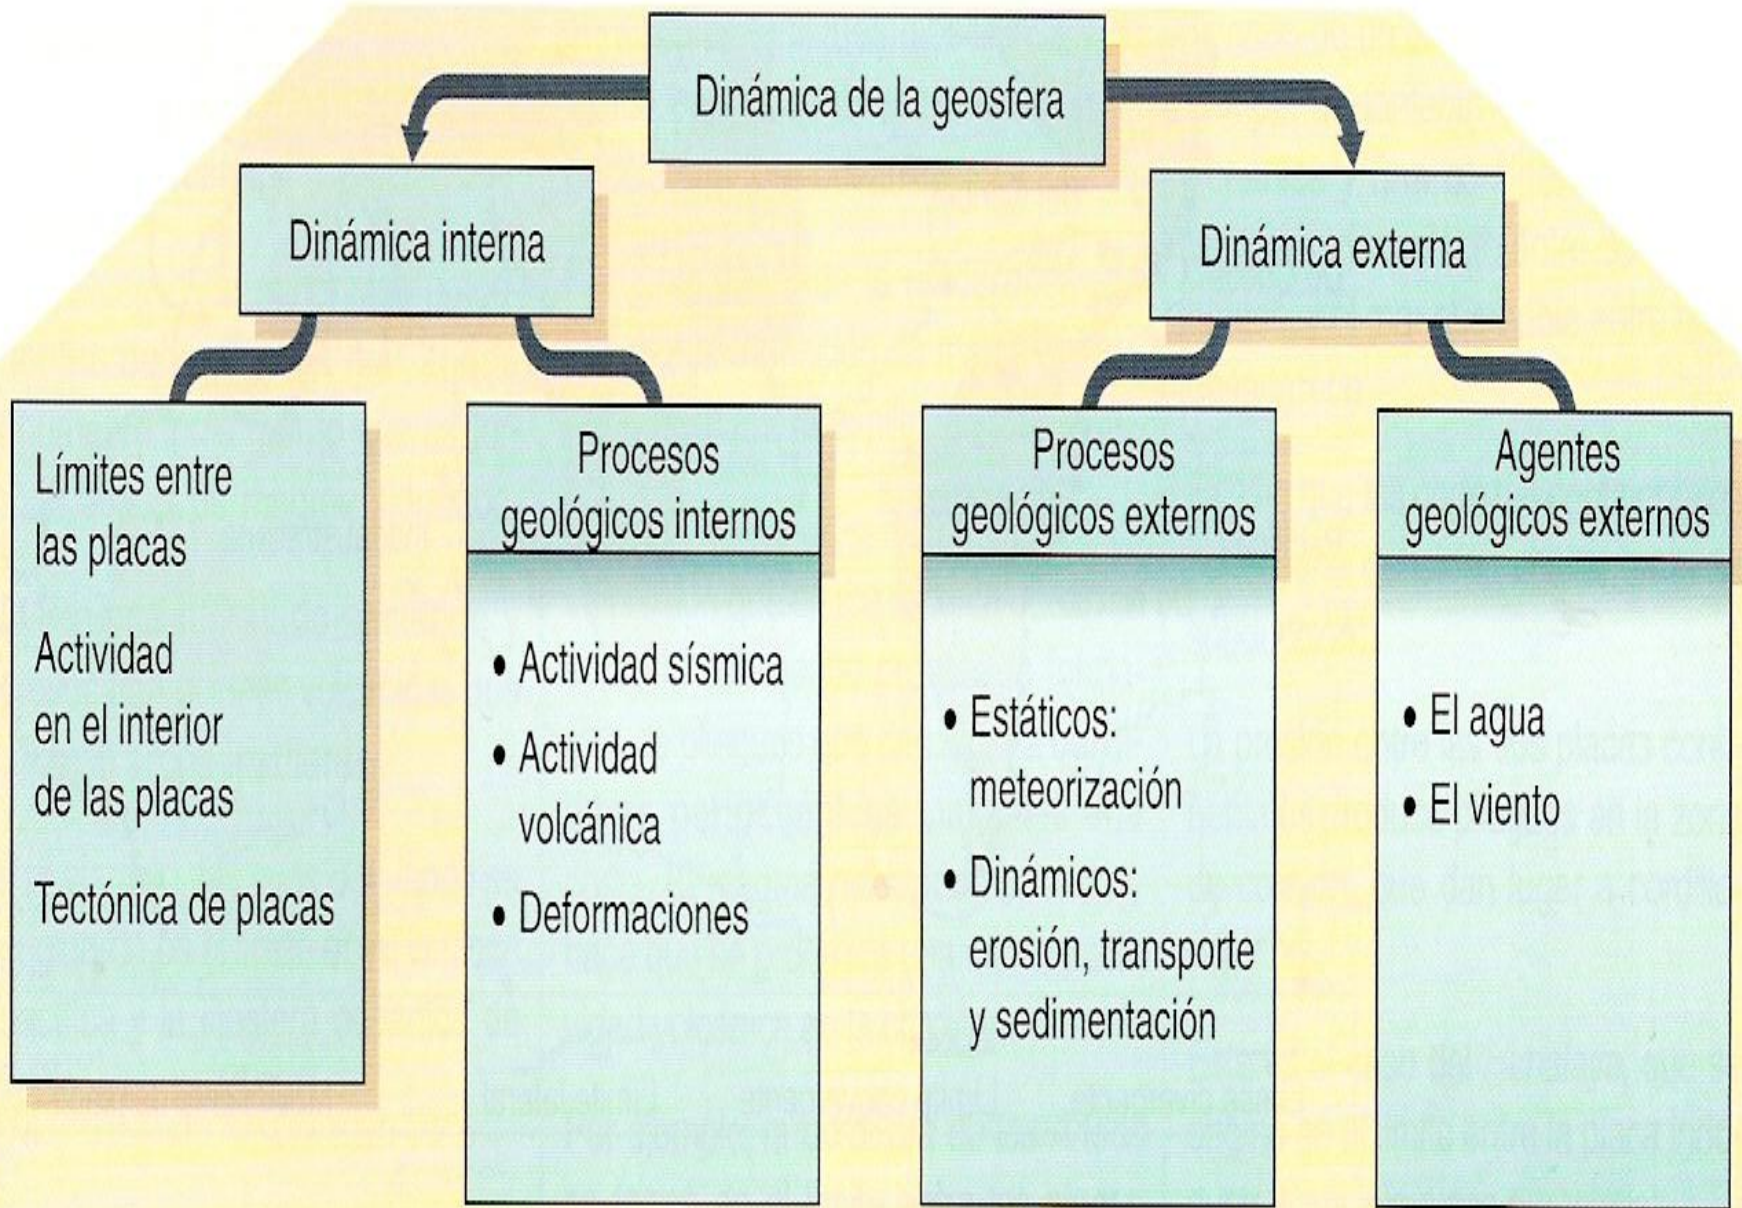 Dinámica de la geosfera
Dinámica interna
Dinámica externa
Límites entre
las placas
Actividad
en el interior
de las placas
Tectónica de placas
Procesos
geológicos internos
• Actividad sísmica
• Actividad
volcánica
• Deformaciones
Procesos
geológicos externos
• Estáticos:
meteorización
• Dinámicos:
erosión, transporte
y sedimentación
Agentes
geológicos externos
• El agua
• El viento